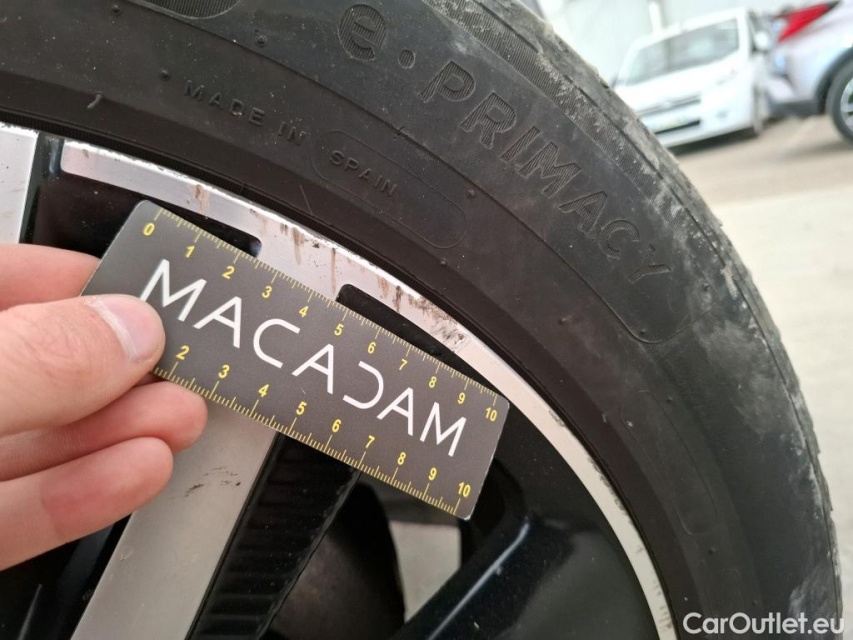 e·PRIMACY
MADE IN SPAIN
0 1 2 3 4 5 6 7 8 9 10
MACADAM
2 3 4 5 6 7 8 9 10
CarOutlet.eu